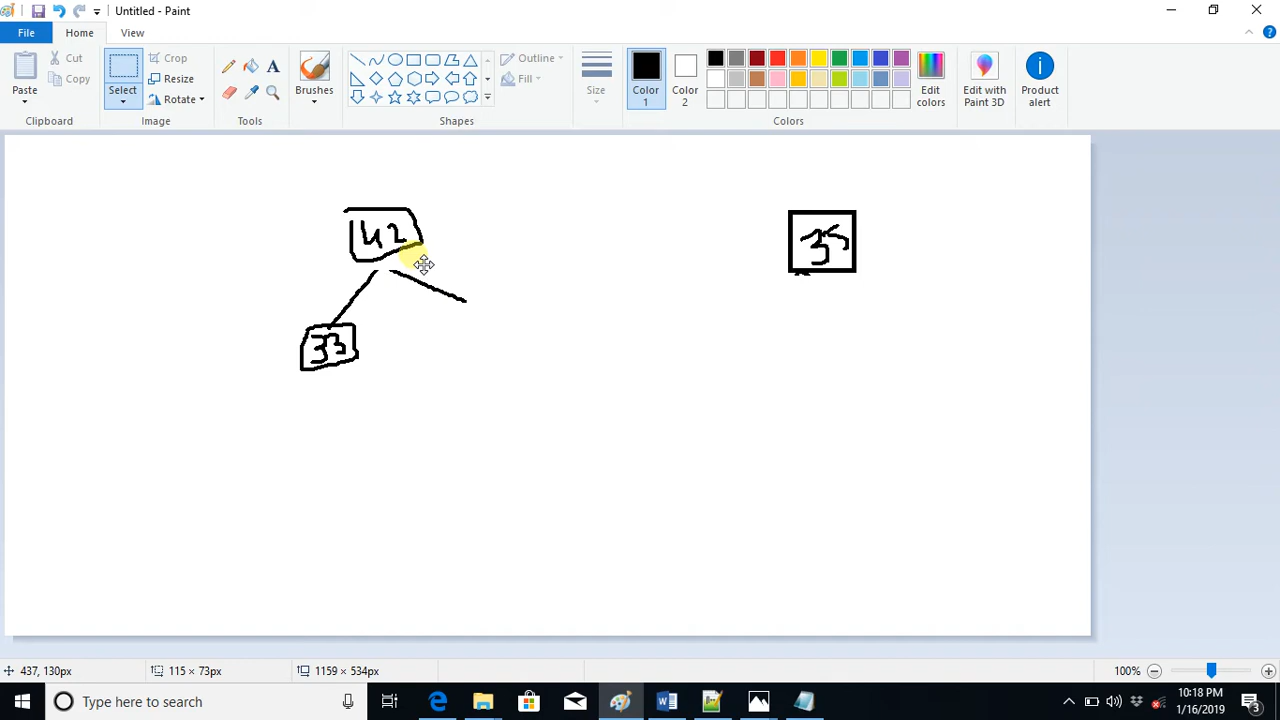 Untitled - Paint
File
Home
View
Paste
Cut
Copy
Clipboard
Select
Crop
Resize
Rotate
Image
A
Tools
Brushes
Shapes
Outline
Fill
Size
Color 1
Color 2
Edit colors
Colors
Edit with Paint 3D
Product alert
42
35
33
437, 130px
115 × 73px
1159 × 534px
100%
Type here to search
10:18 PM
1/16/2019
3